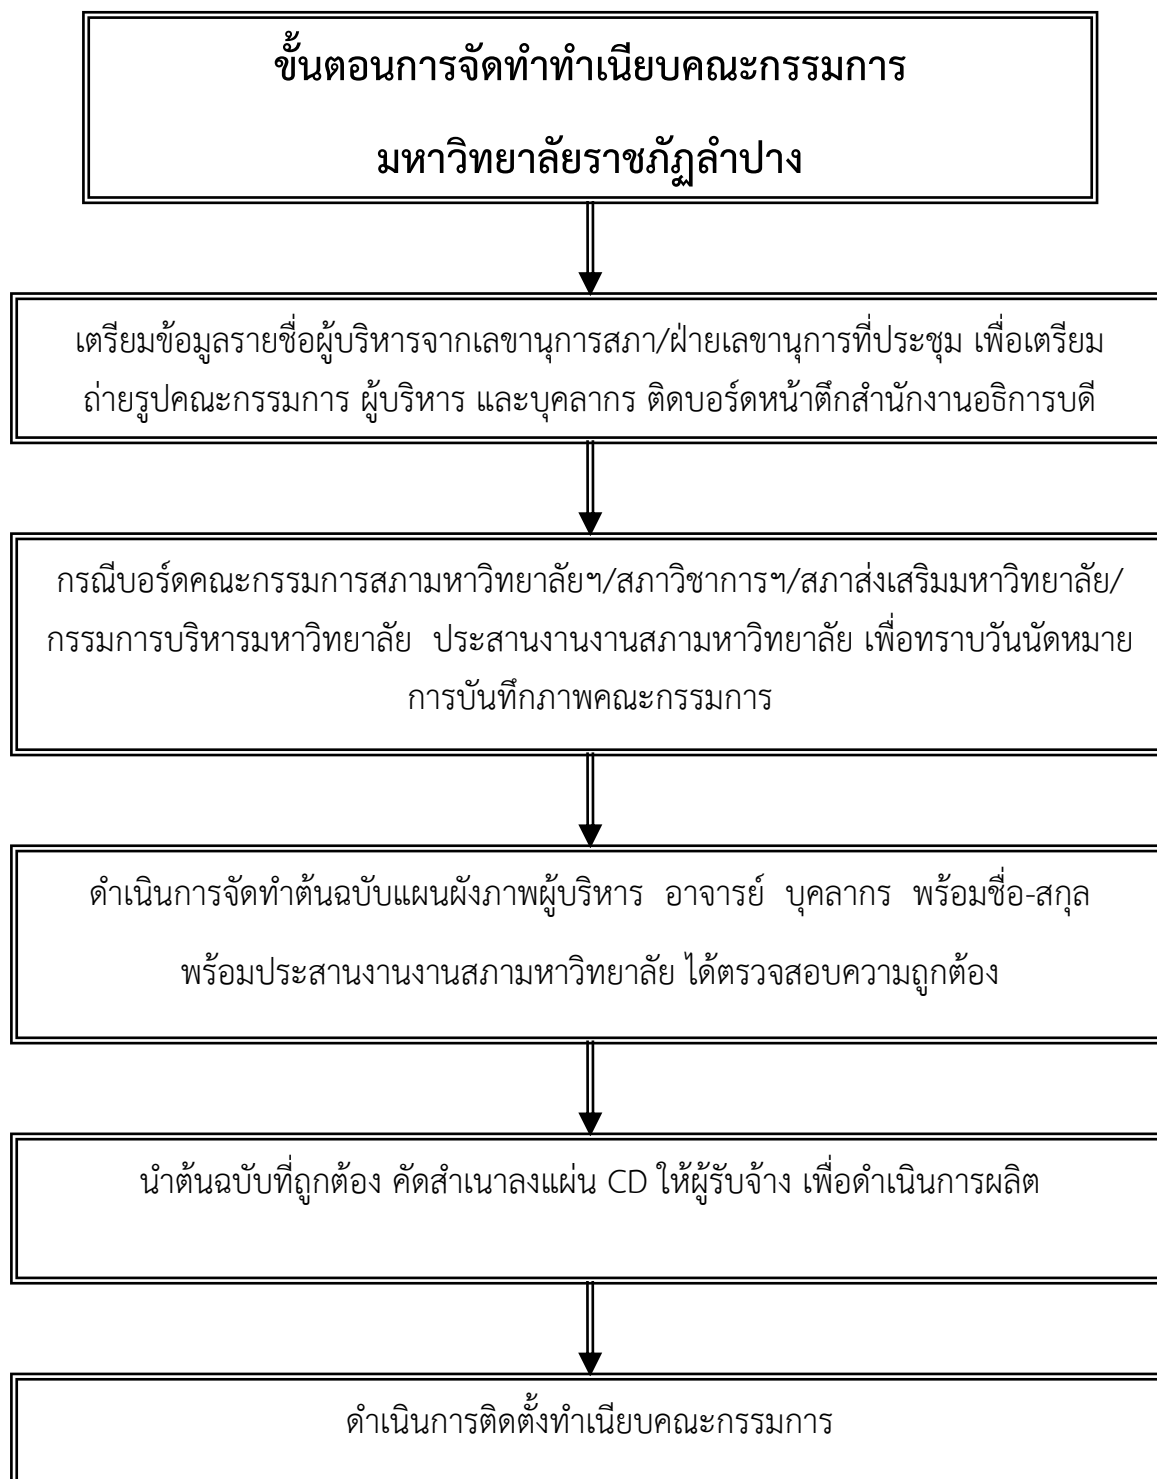 ขั้นตอนการจัดทำทำเนียบคณะกรรมการ
มหาวิทยาลัยราชภัฏลำปาง
เตรียมข้อมูลรายชื่อผู้บริหารจากเลขานุการสภา/ฝ่ายเลขานุการที่ประชุม เพื่อเตรียม
ถ่ายรูปคณะกรรมการ ผู้บริหาร และบุคลากร ติดบอร์ดหน้าตึกสำนักงานอธิการบดี
กรณีบอร์ดคณะกรรมการสภามหาวิทยาลัยฯ/สภาวิชาการฯ/สภาส่งเสริมมหาวิทยาลัย/
กรรมการบริหารมหาวิทยาลัย ประสานงานงานสภามหาวิทยาลัย เพื่อทราบวันนัดหมาย
การบันทึกภาพคณะกรรมการ
ดำเนินการจัดทำต้นฉบับแผนผังภาพผู้บริหาร อาจารย์ บุคลากร พร้อมชื่อ-สกุล
พร้อมประสานงานงานสภามหาวิทยาลัย ได้ตรวจสอบความถูกต้อง
นำต้นฉบับที่ถูกต้อง คัดสำเนาลงแผ่น CD ให้ผู้รับจ้าง เพื่อดำเนินการผลิต
ดำเนินการติดตั้งทำเนียบคณะกรรมการ